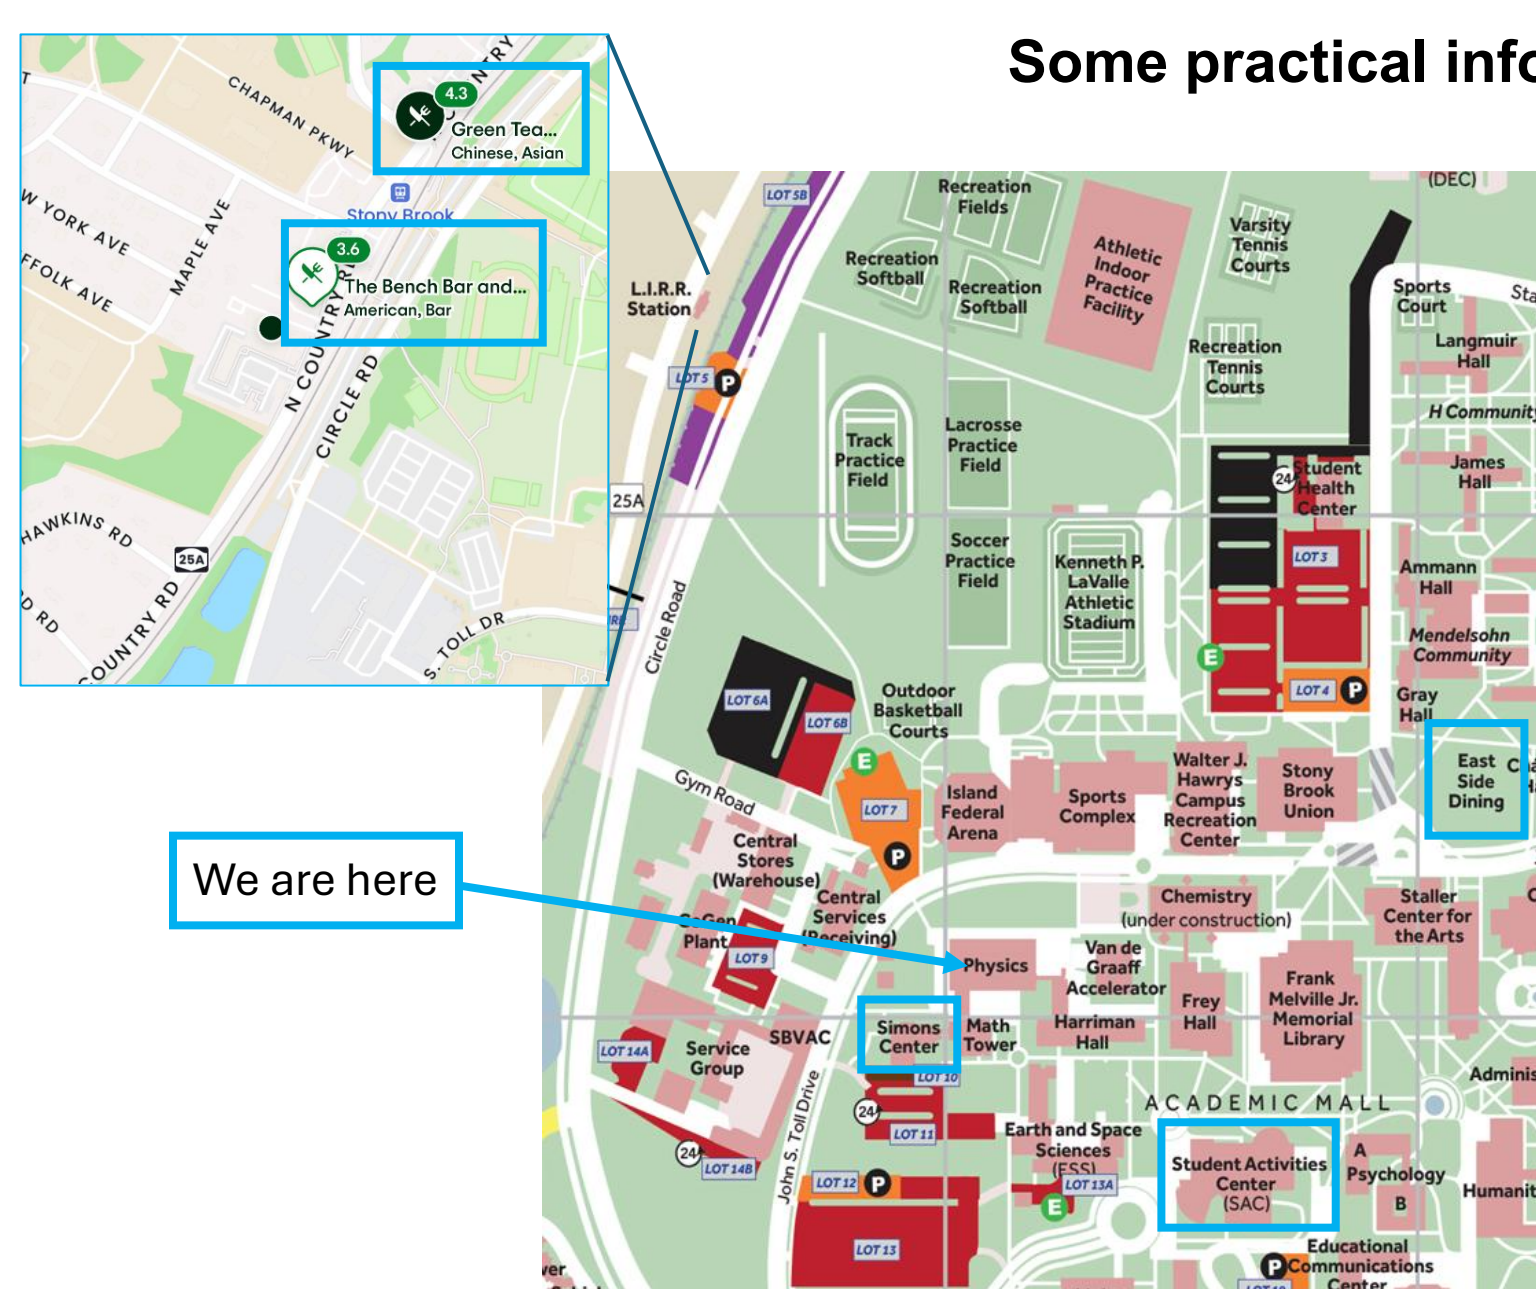 Some practical info
CHAPMAN PKWY
4.3
Green Tea...
Chinese, Asian
Stony Brook
W YORK AVE
MAPLE AVE
FFOLK AVE
3.6
The Bench Bar and...
American, Bar
N COUNTRY R
CIRCLE RD
HAWKINS RD
25A
D RD
COUNTRY RD
S. TOLL DR
We are here
LOT 5B
L.I.R.R.
Station
LOT 5
P
25A
Circle Road
Recreation
Fields
Recreation
Softball
Recreation
Softball
Athletic
Indoor
Practice
Facility
Varsity
Tennis
Courts
Recreation
Tennis
Courts
(DEC)
Sports
Court
Sta
Langmuir
Hall
H Community
James
Hall
Track
Practice
Field
Lacrosse
Practice
Field
Soccer
Practice
Field
Kenneth P.
LaValle
Athletic
Stadium
24
Student
Health
Center
LOT 3
E
LOT 4
P
Ammann
Hall
Mendelsohn
Community
Gray
Hall
LOT 6A
LOT 6B
Outdoor
Basketball
Courts
E
Gym Road
LOT 7
P
Island
Federal
Arena
Sports
Complex
Walter J.
Hawrys
Campus
Recreation
Center
Stony
Brook
Union
East
Side
Dining
Central
Stores
(Warehouse)
Central
Services
(Receiving)
CoGen
Plant
LOT 9
Chemistry
(under construction)
Staller
Center for
the Arts
Physics
Van de
Graaff
Accelerator
Frey
Hall
Frank
Melville Jr.
Memorial
Library
Simons
Center
Math
Tower
Harriman
Hall
SBVAC
LOT 14A
Service
Group
LOT 10
24
LOT 11
John S. Toll Drive
24
LOT 14B
LOT 12
P
LOT 13
Earth and Space
Sciences
(ESS)
LOT 13A
E
ACADEMIC MALL
Adminis
Student Activities
Center
(SAC)
A
Psychology
B
Humanit
Educational
Communications
Center
P